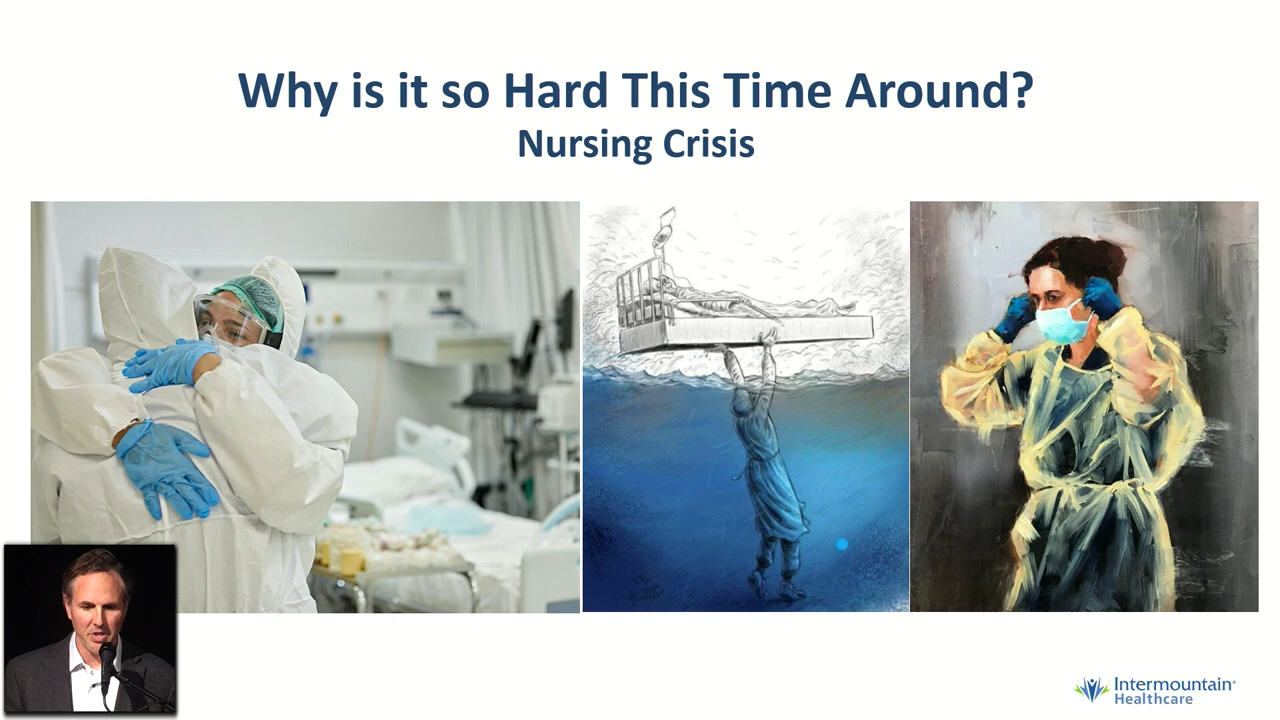 Why is it so Hard This Time Around?
Nursing Crisis
Intermountain®
Healthcare